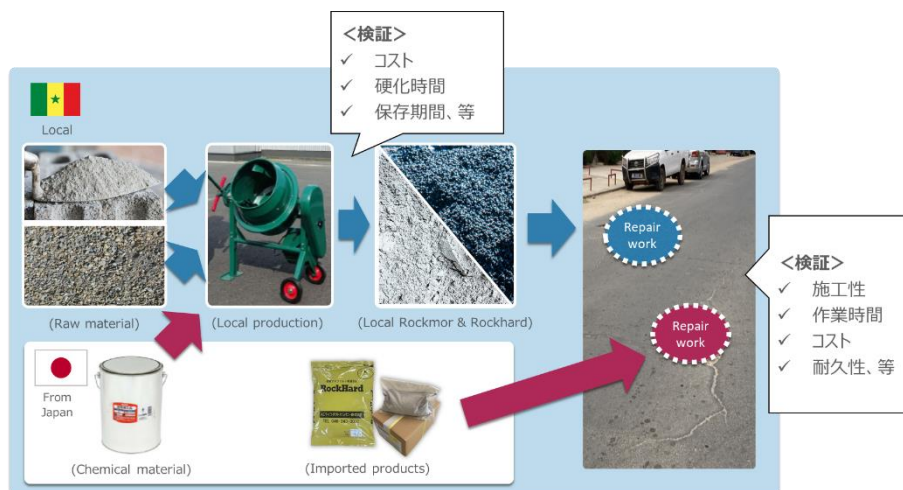 <検証>
✓ コスト
✓ 硬化時間
✓ 保存期間、等
Local
(Raw material)
(Local production)
(Local Rockmor & Rockhard)
Repair
work
Repair
work
<検証>
✓ 施工性
✓ 作業時間
✓ コスト
✓ 耐久性、等
From
Japan
(Chemical material)
RockHard
(Imported products)